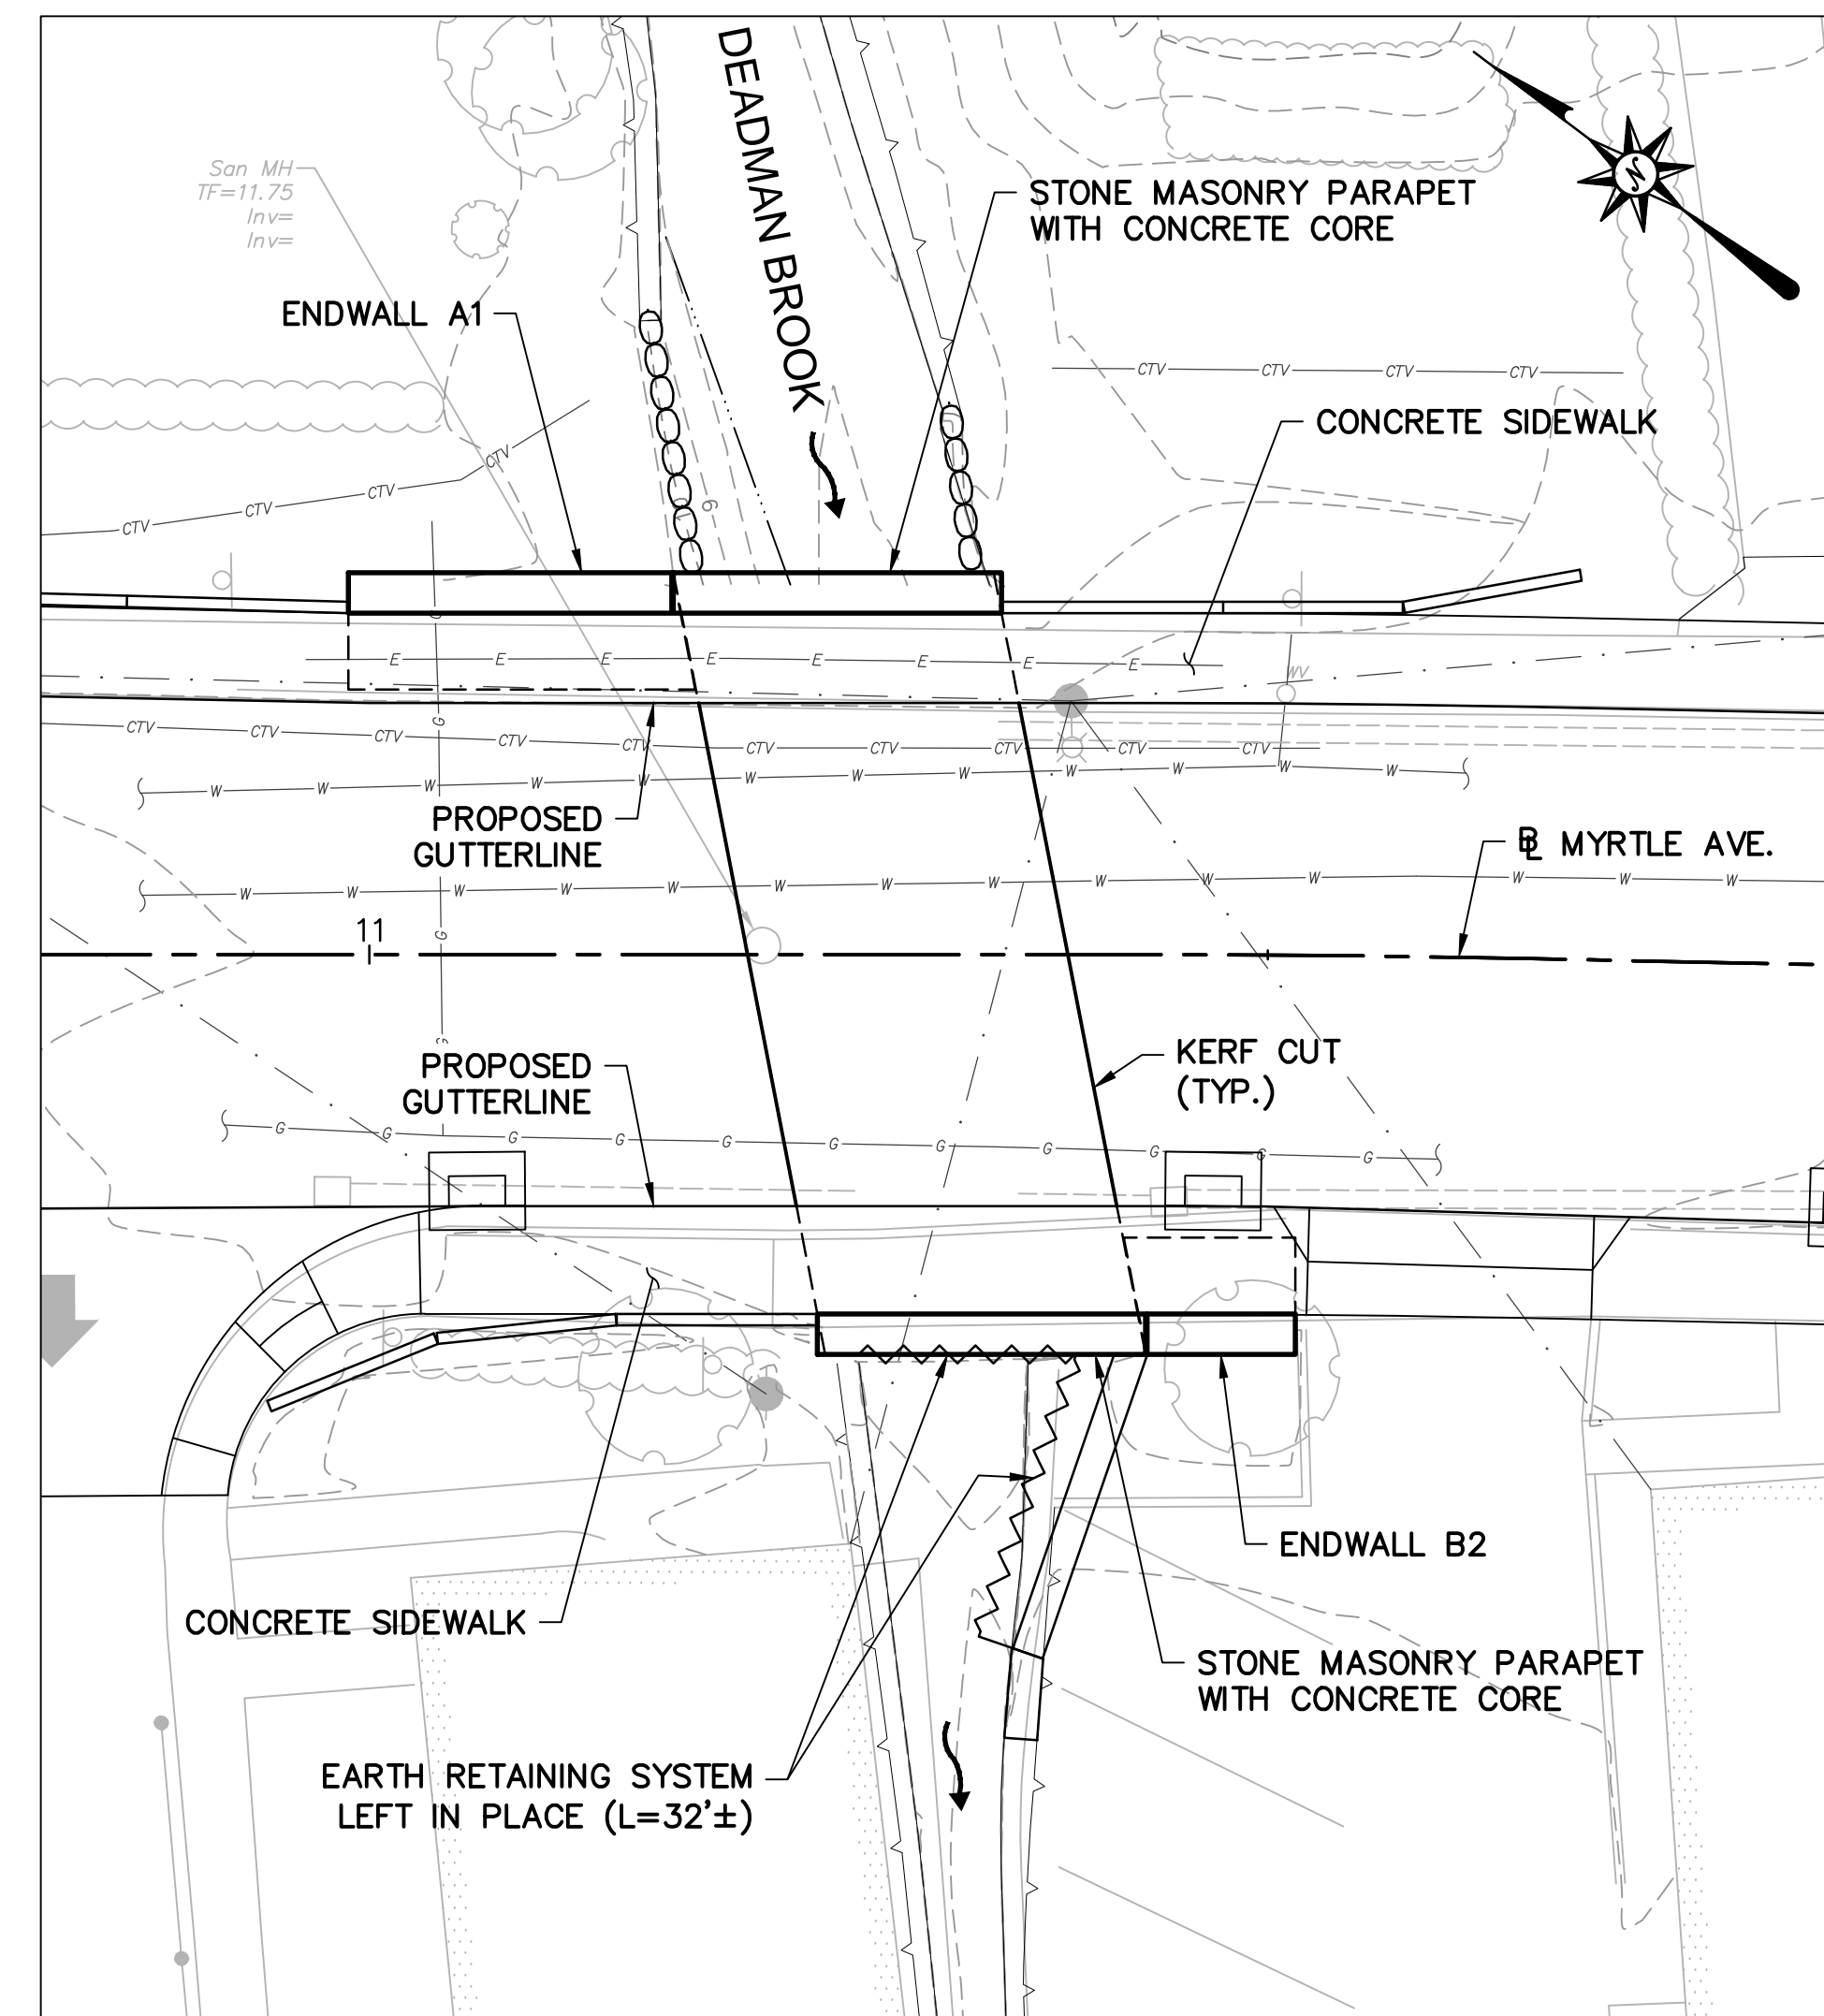 DEADMAN BROOK
San MH
TF=11.75
Inv=
Inv=
STONE MASONRY PARAPET
WITH CONCRETE CORE
N
ENDWALL A1
CTV CTV CTV CTV
CONCRETE SIDEWALK
CTV CTV CTV CTV
6
G
E E E E E E E E
WV
G
CTV CTV CTV CTV CTV CTV CTV CTV CTV CTV
W W W W W W W W W W W W
PROPOSED
GUTTERLINE
BL MYRTLE AVE.
W W W W W W W W W W W W W W
11
G
G
PROPOSED
GUTTERLINE
KERF CUT
(TYP.)
G G G G G G G G G G G
ENDWALL B2
CONCRETE SIDEWALK
STONE MASONRY PARAPET
WITH CONCRETE CORE
EARTH RETAINING SYSTEM
LEFT IN PLACE (L=32'±)